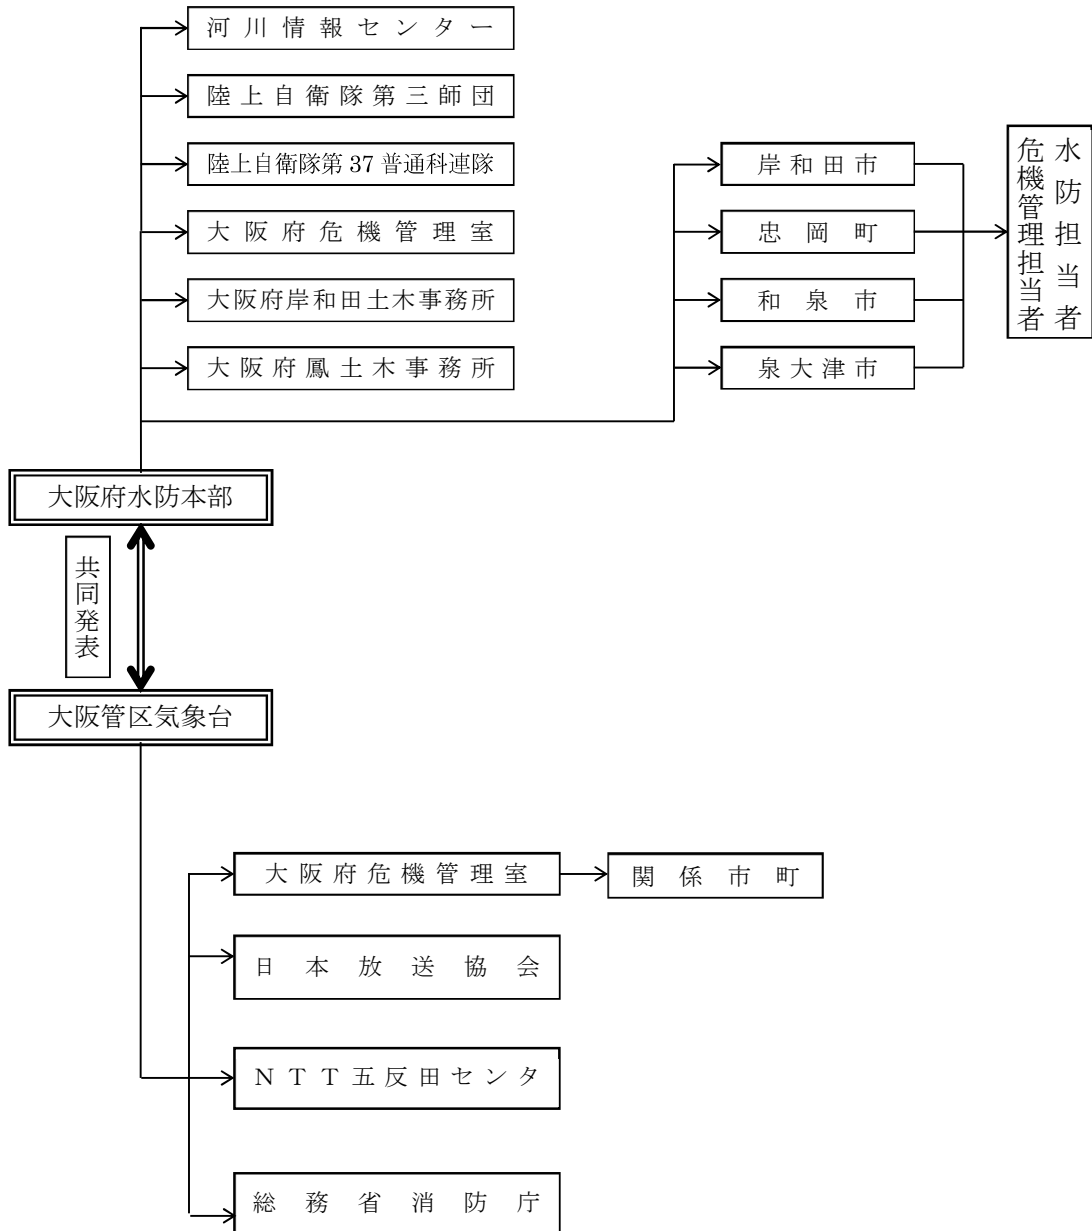 河川情報センター
陸上自衛隊第三師団
陸上自衛隊第 37 普通科連隊
大阪府危機管理室
大阪府岸和田土木事務所
大阪府鳳土木事務所
岸和田市
忠岡町
和泉市
泉大津市
水防担当者
危機管理担当者
大阪府水防本部
共同発表
大阪管区気象台
大阪府危機管理室
関係市町
日本放送協会
ＮＴＴ五反田センタ
総務省消防庁